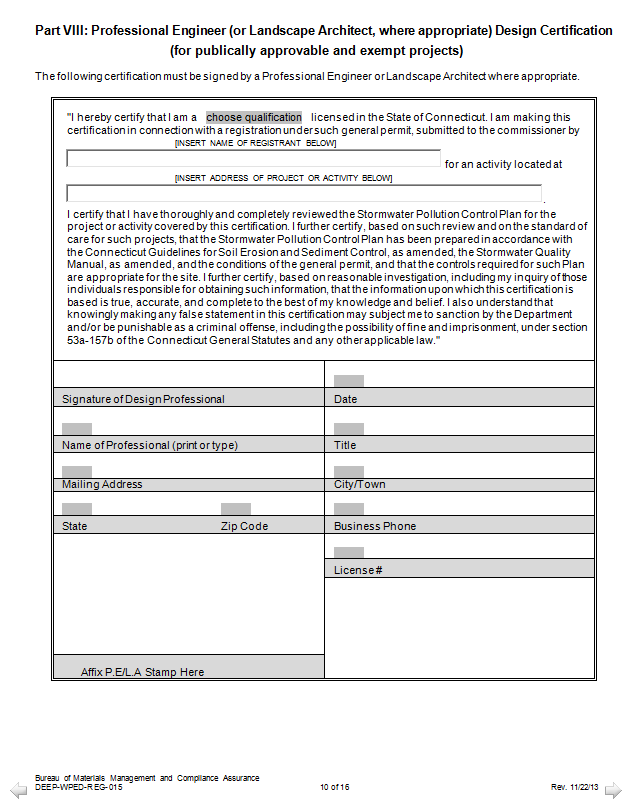 Part VIII: Professional Engineer (or Landscape Architect, where appropriate) Design Certification
(for publically approvable and exempt projects)
The following certification must be signed by a Professional Engineer or Landscape Architect where appropriate.
"I hereby certify that I am a choose qualification licensed in the State of Connecticut. I am making this
certification in connection with a registration under such general permit, submitted to the commissioner by
[INSERT NAME OF REGISTRANT BELOW]
for an activity located at
[INSERT ADDRESS OF PROJECT OR ACTIVITY BELOW]
.
I certify that I have thoroughly and completely reviewed the Stormwater Pollution Control Plan for the
project or activity covered by this certification. I further certify, based on such review and on the standard of
care for such projects, that the Stormwater Pollution Control Plan has been prepared in accordance with
the Connecticut Guidelines for Soil Erosion and Sediment Control, as amended, the Stormwater Quality
Manual, as amended, and the conditions of the general permit, and that the controls required for such Plan
are appropriate for the site. I further certify, based on reasonable investigation, including my inquiry of those
individuals responsible for obtaining such information, that the information upon which this certification is
based is true, accurate, and complete to the best of my knowledge and belief. I also understand that
knowingly making any false statement in this certification may subject me to sanction by the Department
and/or be punishable as a criminal offense, including the possibility of fine and imprisonment, under section
53a-157b of the Connecticut General Statutes and any other applicable law."
Signature of Design Professional Date
Name of Professional (print or type) Title
Mailing Address City/Town
State Zip Code Business Phone
License #
Affix P.E/L.A Stamp Here
Bureau of Materials Management and Compliance Assurance
DEEP-WPED-REG-015 10 of 16 Rev. 11/22/13